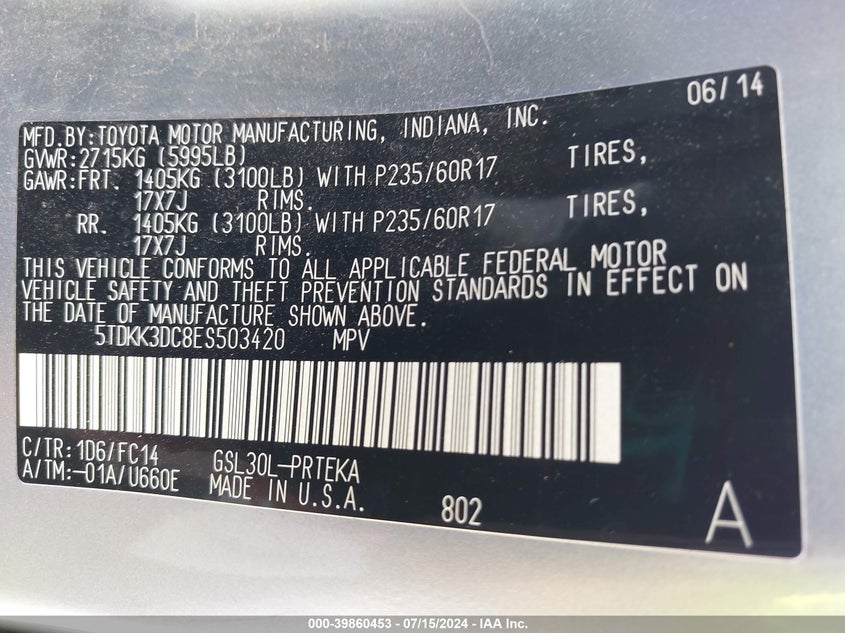 06/14
MFD.BY:TOYOTA MOTOR MANUFACTURING, INDIANA, INC.
GVWR:2715KG (5995LB)
GAWR:FRT. 1405KG (3100LB) WITH P235/60R17 TIRES,
17X7J RIMS.
RR. 1405KG (3100LB) WITH P235/60R17 TIRES,
17X7J RIMS.
THIS VEHICLE CONFORMS TO ALL APPLICABLE FEDERAL MOTOR
VEHICLE SAFETY AND THEFT PREVENTION STANDARDS IN EFFECT ON
THE DATE OF MANUFACTURE SHOWN ABOVE.
5TDKK3DC8ES503420 MPV
C/TR:1D6/FC14 GSL30L-PRTEKA
A/TM:-01A/U660E MADE IN U.S.A. 802 A
000-39860453 - 07/15/2024 - IAA Inc.